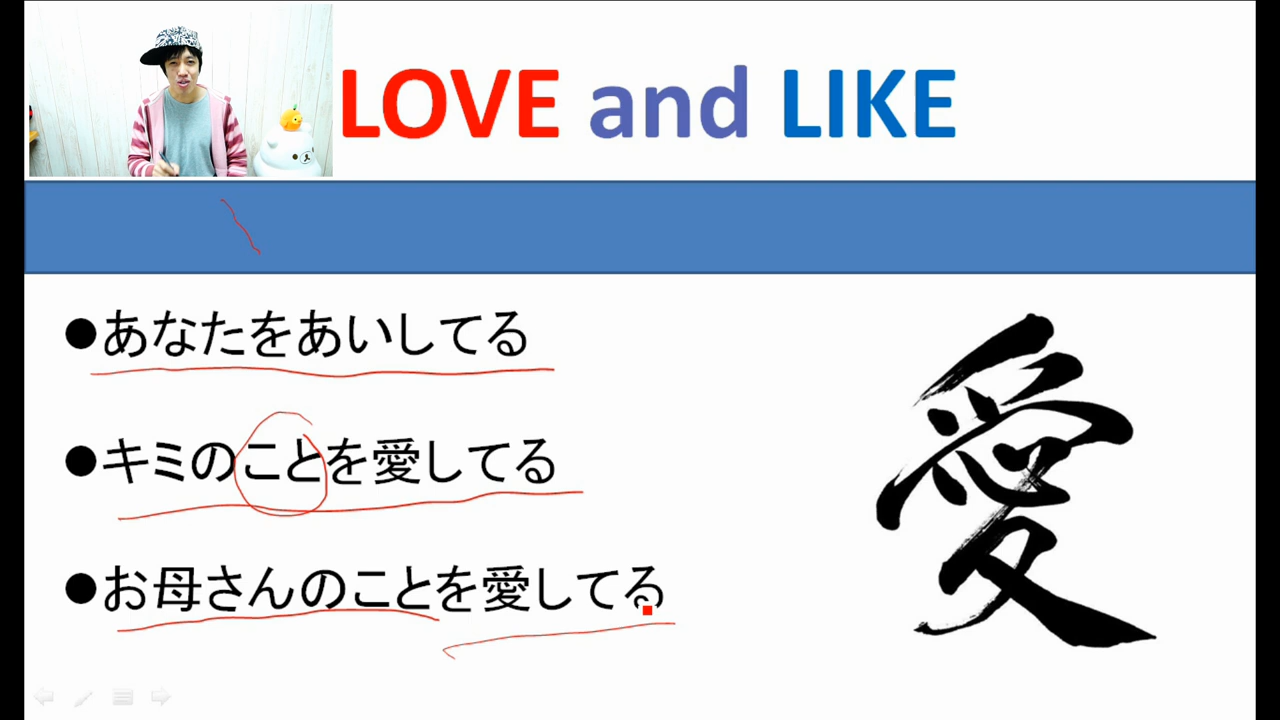 LOVE and LIKE
●あなたをあいしてる
●キミのことを愛してる
●お母さんのことを愛してる
愛